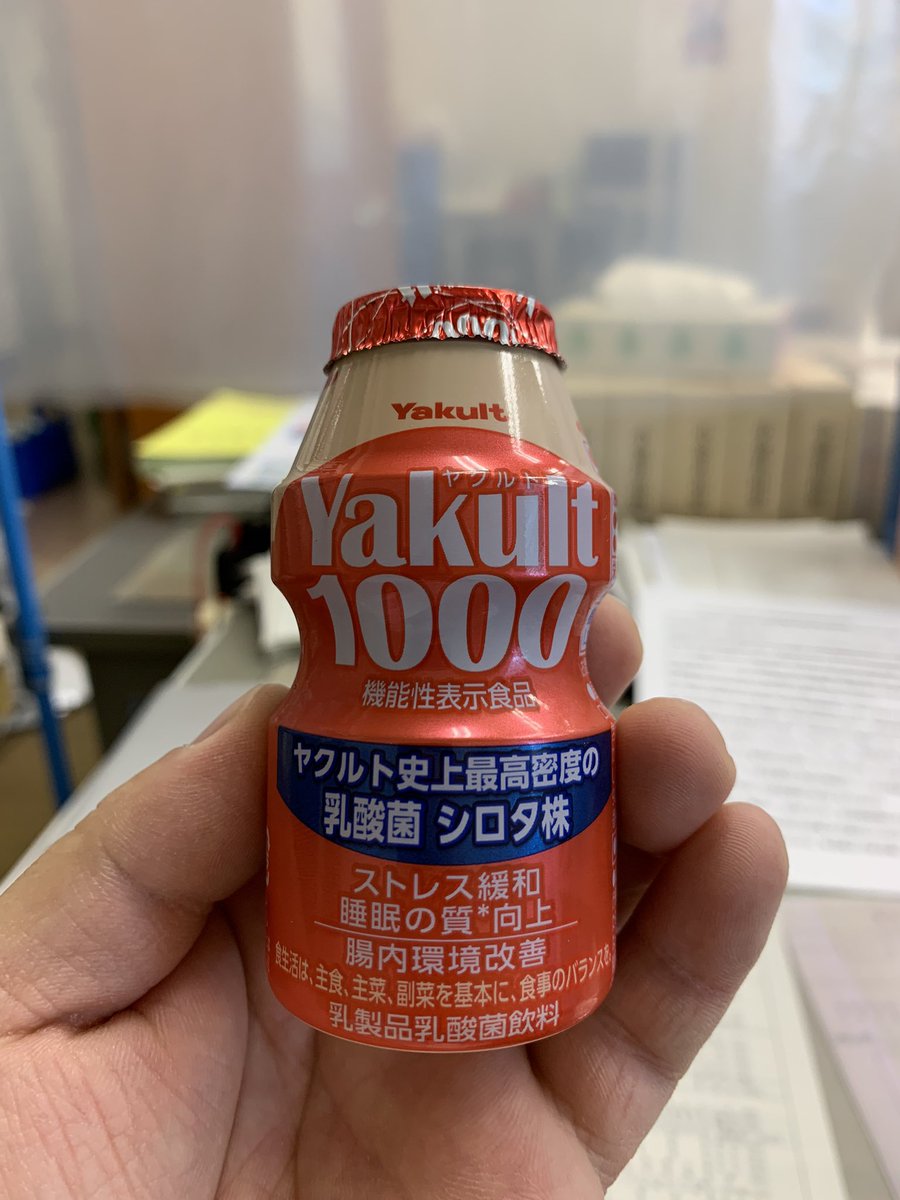 Yakult
ヤクルト
Yakult
1000
機能性表示食品
ヤクルト史上最高密度の
乳酸菌 シロタ株
ストレス緩和
睡眠の質*向上
腸内環境改善
食生活は、主食、主菜、副菜を基本に、食事のバランスを
乳製品乳酸菌飲料